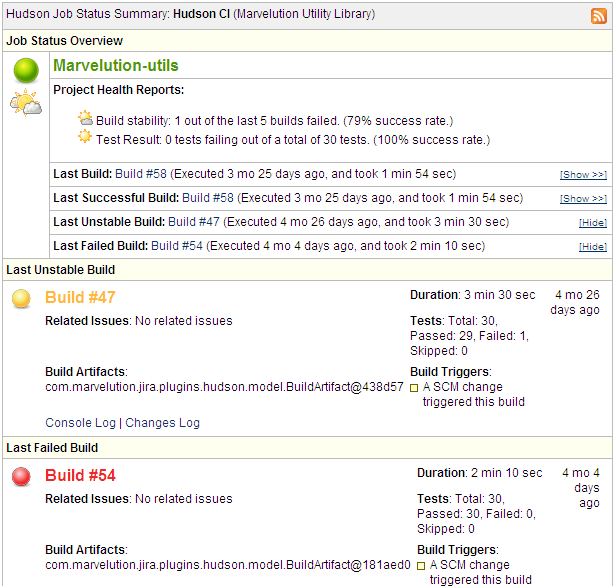 Hudson Job Status Summary: Hudson CI (Marvelution Utility Library)
Job Status Overview
Marvelution-utils
Project Health Reports:
Build stability: 1 out of the last 5 builds failed. (79% success rate.)
Test Result: 0 tests failing out of a total of 30 tests. (100% success rate.)
Last Build: Build #58 (Executed 3 mo 25 days ago, and took 1 min 54 sec) [Show >>]
Last Successful Build: Build #58 (Executed 3 mo 25 days ago, and took 1 min 54 sec) [Show >>]
Last Unstable Build: Build #47 (Executed 4 mo 26 days ago, and took 3 min 30 sec) [Hide]
Last Failed Build: Build #54 (Executed 4 mo 4 days ago, and took 2 min 10 sec) [Hide]
Last Unstable Build
Build #47
Duration: 3 min 30 sec
4 mo 26
days ago
Related Issues: No related issues
Tests: Total: 30,
Passed: 29, Failed: 1,
Skipped: 0
Build Artifacts:
com.marvelution.jira.plugins.hudson.model.BuildArtifact@438d57
Build Triggers:
A SCM change
triggered this build
Console Log | Changes Log
Last Failed Build
Build #54
Duration: 2 min 10 sec
4 mo 4
days
ago
Related Issues: No related issues
Tests: Total: 30,
Passed: 30, Failed: 0,
Skipped: 0
Build Artifacts:
com.marvelution.jira.plugins.hudson.model.BuildArtifact@181aed0
Build Triggers:
A SCM change
triggered this build